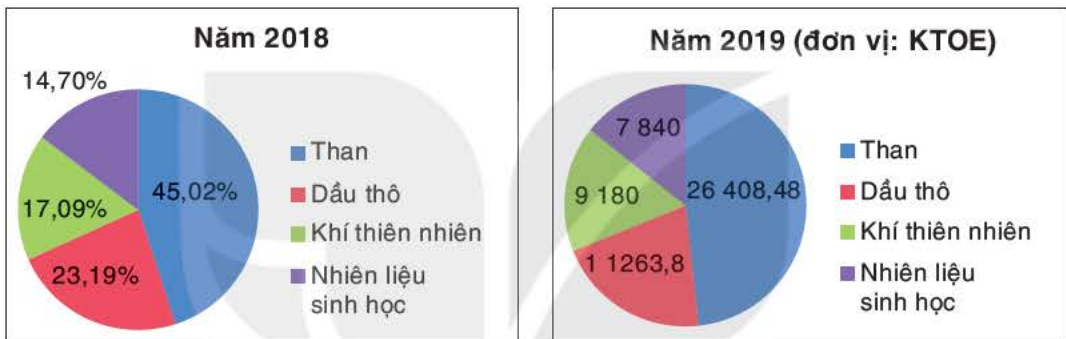 Năm 2018
14,70%
45,02%
17,09%
23,19%
Than
Dầu thô
Khí thiên nhiên
Nhiên liệu
sinh học
Năm 2019 (đơn vị: KTOE)
7 840
26 408,48
9 180
1 1263,8
Than
Dầu thô
Khí thiên nhiên
Nhiên liệu
sinh học